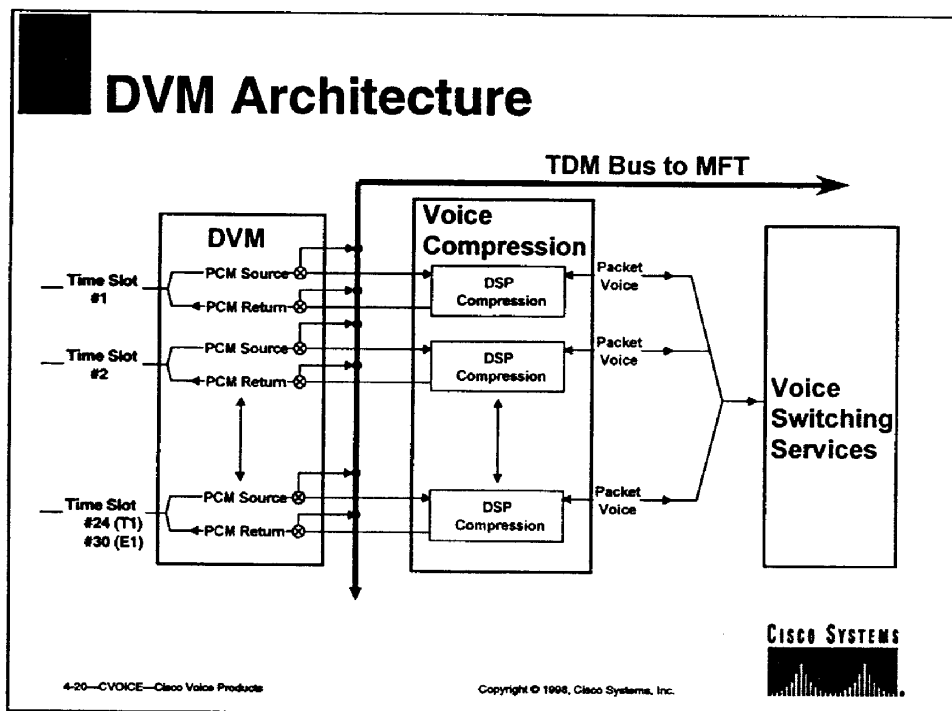 DVM Architecture
TDM Bus to MFT
DVM
Voice
Compression
Time Slot
#1
PCM Source
PCM Return
DSP
Compression
Packet
Voice
Time Slot
#2
PCM Source
PCM Return
DSP
Compression
Packet
Voice
Time Slot
#24 (T1)
#30 (E1)
PCM Source
PCM Return
DSP
Compression
Packet
Voice
Voice
Switching
Services
4-20—CVOICE—Cisco Voice Products
Copyright © 1998, Cisco Systems, Inc.
CISCO SYSTEMS